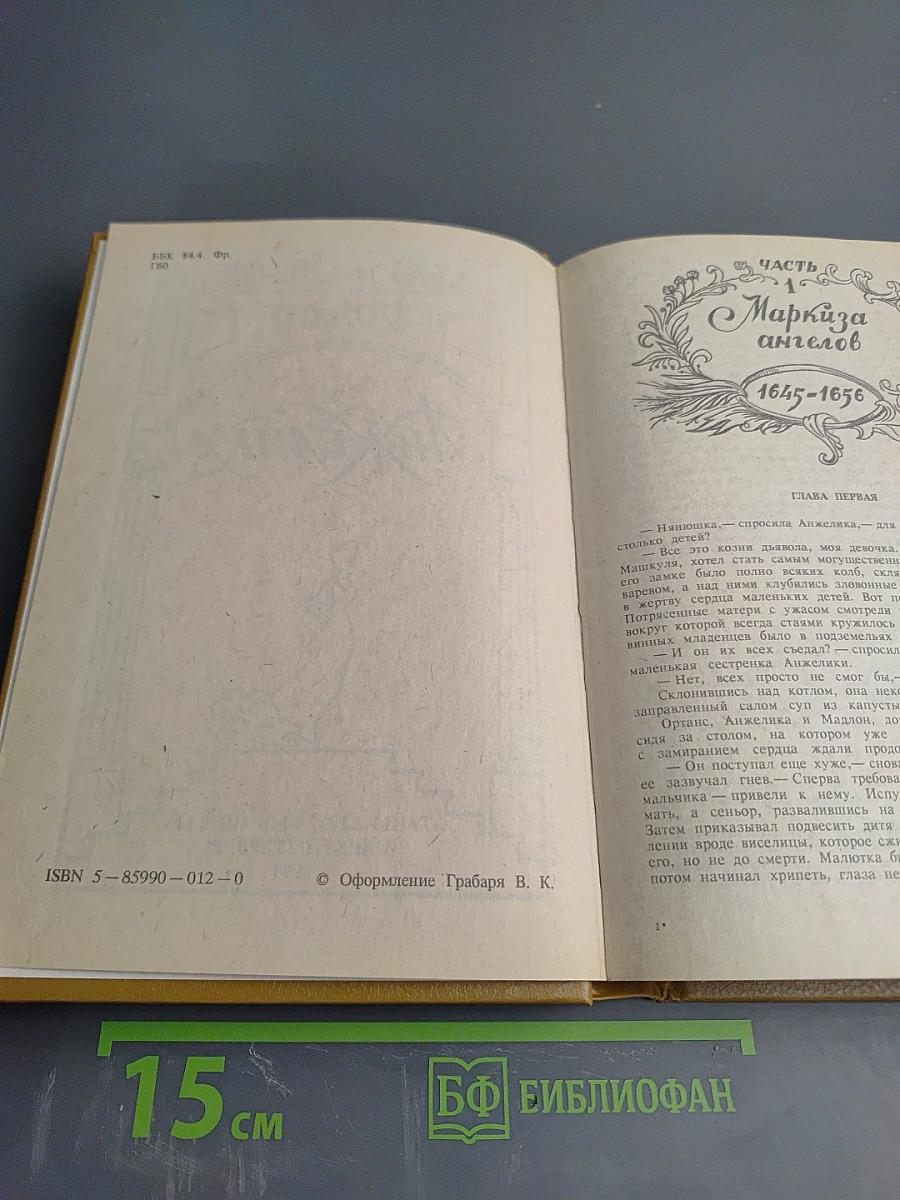 ББК 84.4. Фр.
Г60
ISBN 5—85990—012—0 © Оформление Грабаря В. К.
ЧАСТЬ
1
Маркиза
ангелов
1645-1656
ГЛАВА ПЕРВАЯ
— Нянюшка,— спросила Анжелика,— для
столько детей?
— Все это козни дьявола, моя девочка.
Машкуля, хотел стать самым могуществен
его замке было полно всяких колб, скля
варевом, а над ними клубились зловонные
в жертву сердца маленьких детей. Вот по
Потрясенные матери с ужасом смотрели
вокруг которой всегда стаями кружилось
винных младенцев было в подземельях
— И он их всех съедал? — спросил
маленькая сестренка Анжелики.
— Нет, всех просто не смог бы,—
Склонившись над котлом, она неко
заправленный салом суп из капусты
Ортанс, Анжелика и Мадлон, до
сидя за столом, на котором уже
с замиранием сердца ждали продо
— Он поступал еще хуже,— снова
ее зазвучал гнев.— Сперва требова
мальчика — привели к нему. Испу
мать, а сеньор, развалившись на
Затем приказывал подвесить дитя
лении вроде виселицы, которое сжи
его, но не до смерти. Малютка би
потом начинал хрипеть, глаза не
1*
15 см
БФ БИБЛИОФАН